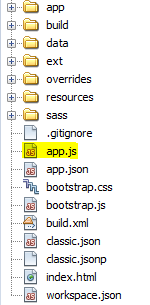 app
build
data
ext
overrides
resources
sass
.gitignore
app.js
app.json
bootstrap.css
bootstrap.js
build.xml
classic.json
classic.jsonp
index.html
workspace.json